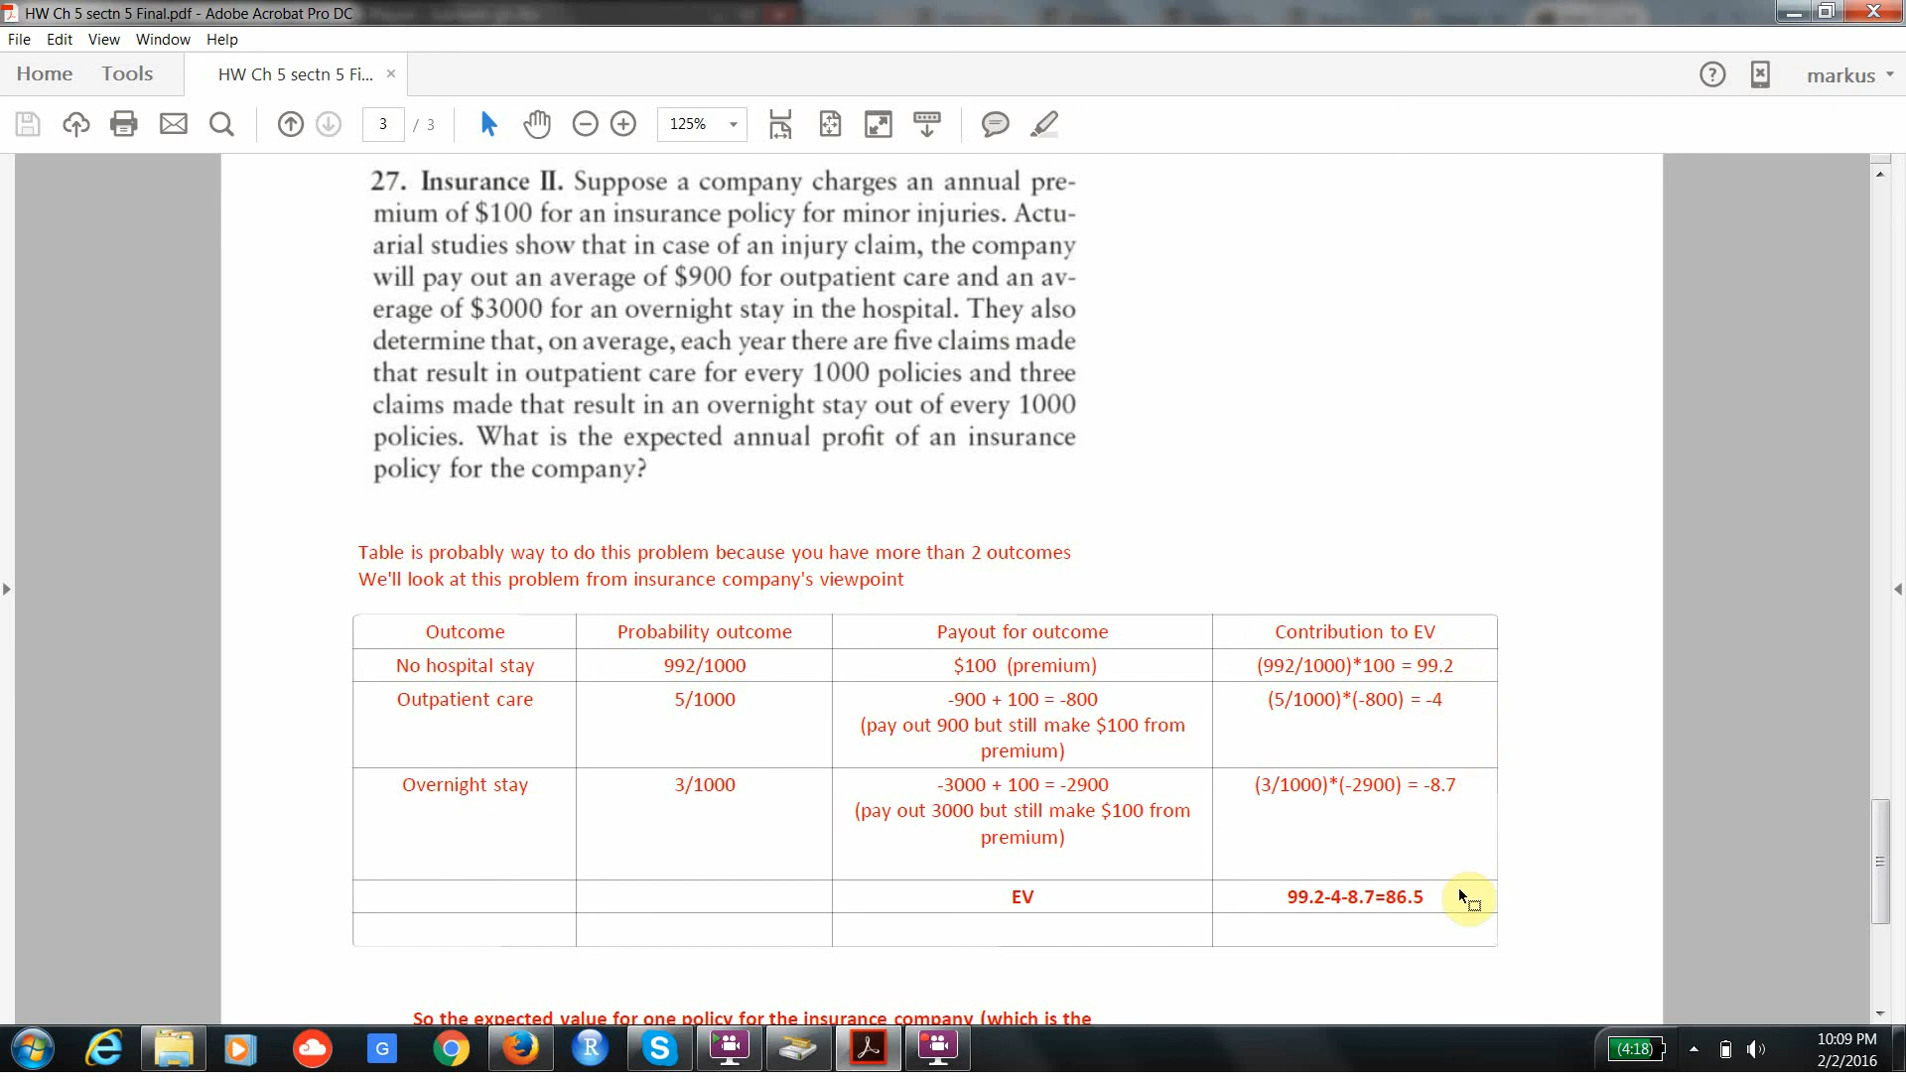 HW Ch 5 sectn 5 Final.pdf - Adobe Acrobat Pro DC
File Edit View Window Help
Home Tools HW Ch 5 sectn 5 Fi... × ? markus
3 / 3 125%
27. Insurance II. Suppose a company charges an annual pre-
mium of $100 for an insurance policy for minor injuries. Actu-
arial studies show that in case of an injury claim, the company
will pay out an average of $900 for outpatient care and an av-
erage of $3000 for an overnight stay in the hospital. They also
determine that, on average, each year there are five claims made
that result in outpatient care for every 1000 policies and three
claims made that result in an overnight stay out of every 1000
policies. What is the expected annual profit of an insurance
policy for the company?
Table is probably way to do this problem because you have more than 2 outcomes
We'll look at this problem from insurance company's viewpoint
Outcome Probability outcome Payout for outcome Contribution to EV
No hospital stay 992/1000 $100 (premium) (992/1000)*100 = 99.2
Outpatient care 5/1000 -900 + 100 = -800 (5/1000)*(-800) = -4
(pay out 900 but still make $100 from
premium)
Overnight stay 3/1000 -3000 + 100 = -2900 (3/1000)*(-2900) = -8.7
(pay out 3000 but still make $100 from
premium)
EV 99.2-4-8.7=86.5
So the expected value for one policy for the insurance company (which is the
G R S (4:18) 10:09 PM
2/2/2016